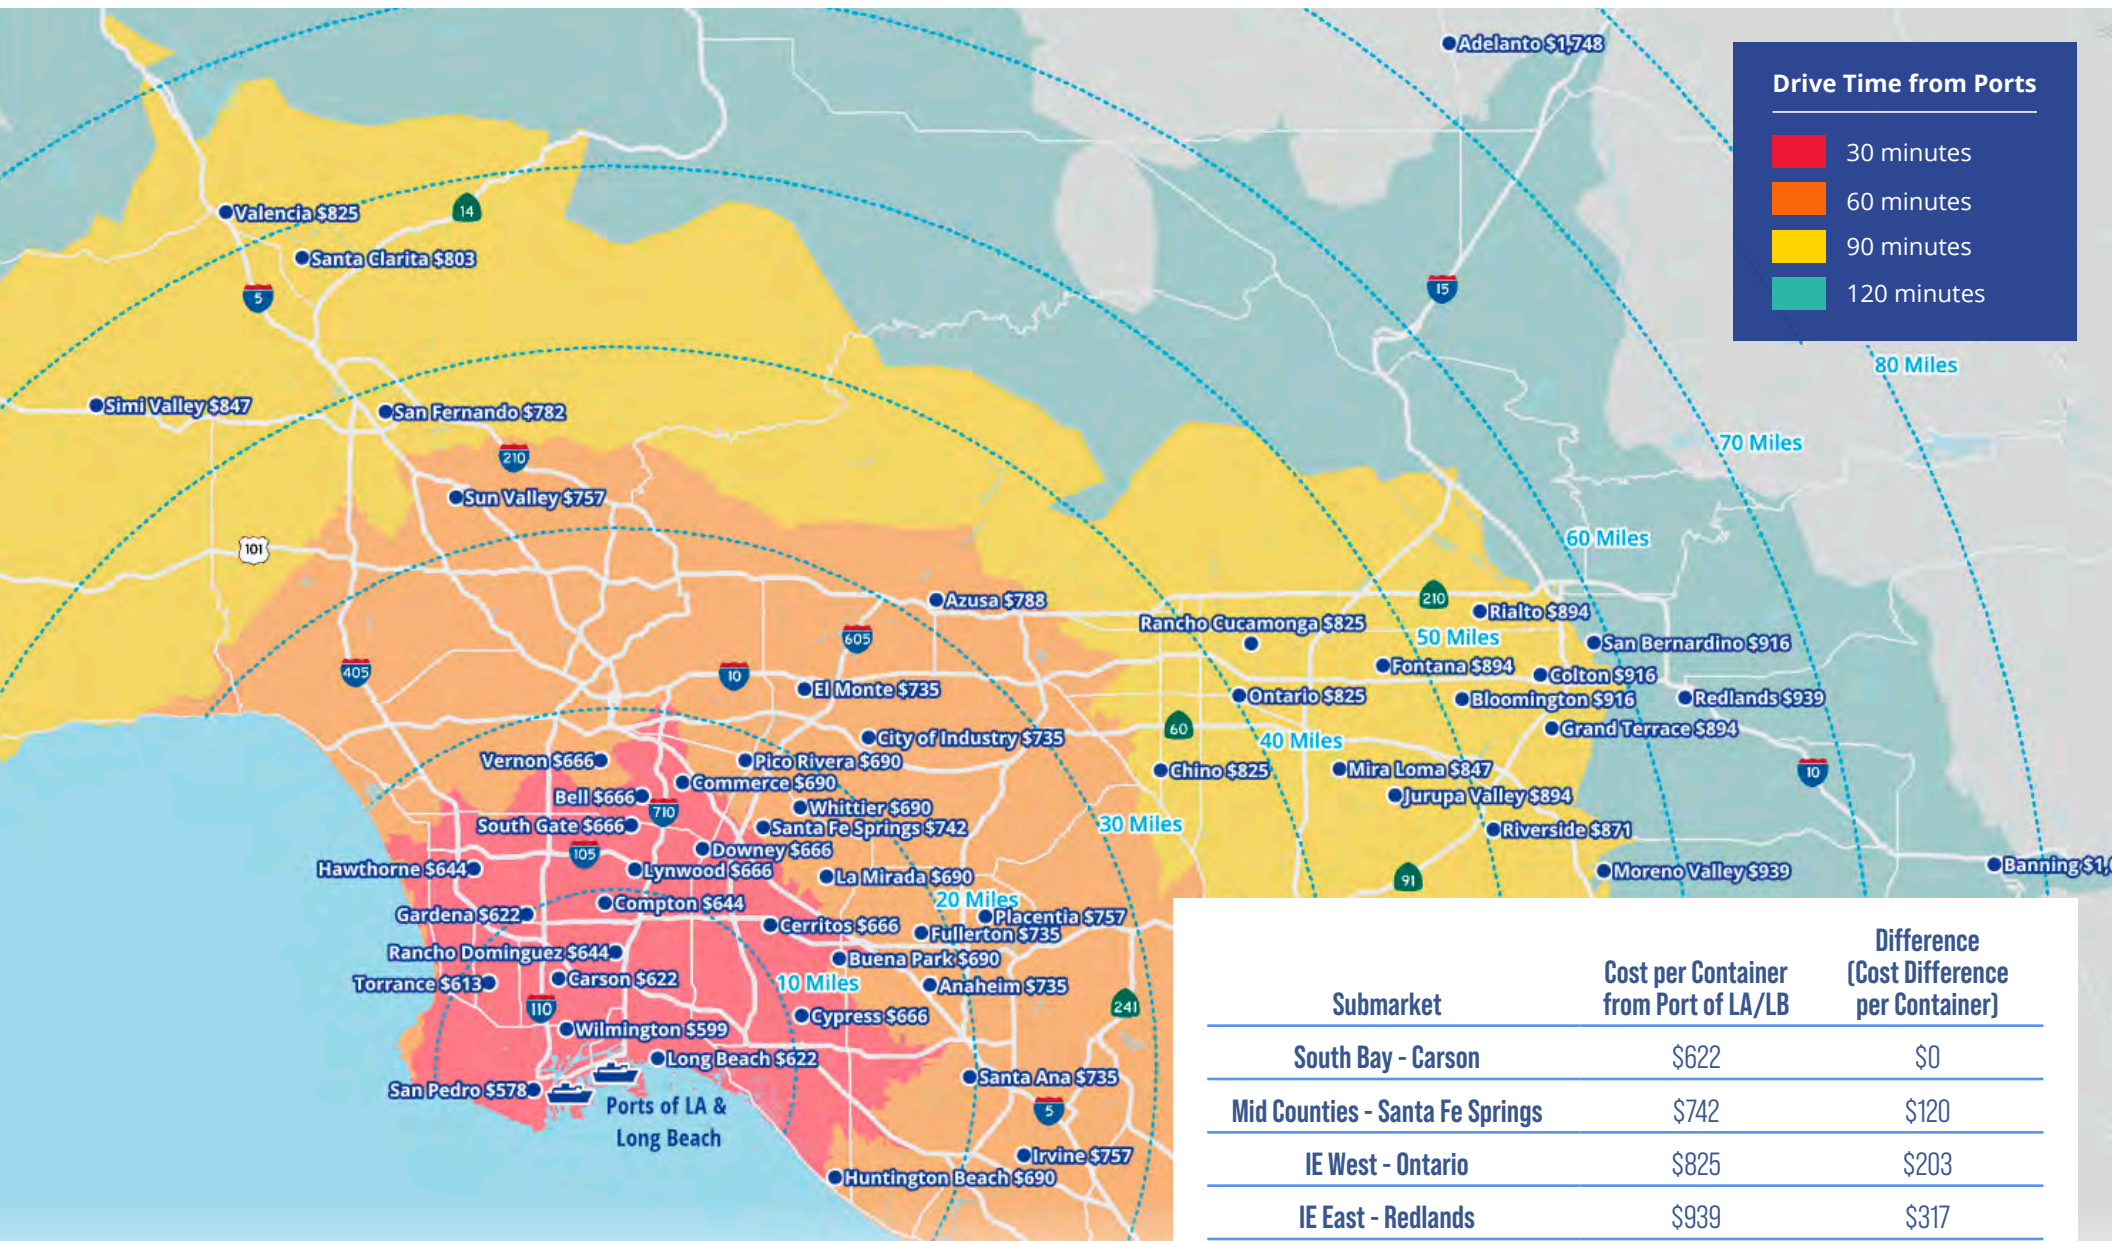 Adelanto $1,748
Drive Time from Ports
30 minutes
60 minutes
90 minutes
120 minutes
Valencia $825
14
Santa Clarita $803
5
15
80 Miles
Simi Valley $847
San Fernando $782
70 Miles
210
Sun Valley $757
60 Miles
101
Azusa $788
210
Rialto $894
Rancho Cucamonga $825
50 Miles
605
San Bernardino $916
405
10
Fontana $894
Colton $916
El Monte $735
Ontario $825
Bloomington $916
Redlands $939
60
Grand Terrace $894
City of Industry $735
40 Miles
Vernon $666
Pico Rivera $690
Chino $825
Mira Loma $847
10
Commerce $690
Bell $666
Jurupa Valley $894
710
Whittier $690
South Gate $666
Santa Fe Springs $742
30 Miles
Riverside $871
105
Downey $666
Hawthorne $644
Lynwood $666
La Mirada $690
91
Moreno Valley $939
Banning $1,
Compton $644
20 Miles
Gardena $622
Placentia $757
Cerritos $666
Fullerton $735
Rancho Dominguez $644
Buena Park $690
Torrance $613
Carson $622
10 Miles
Anaheim $735
110
241
Cypress $666
Wilmington $599
Long Beach $622
San Pedro $578
Santa Ana $735
Ports of LA &
Long Beach
5
Irvine $757
Huntington Beach $690
Submarket
Cost per Container
from Port of LA/LB
Difference
(Cost Difference
per Container)
South Bay - Carson $622 $0
Mid Counties - Santa Fe Springs $742 $120
IE West - Ontario $825 $203
IE East - Redlands $939 $317